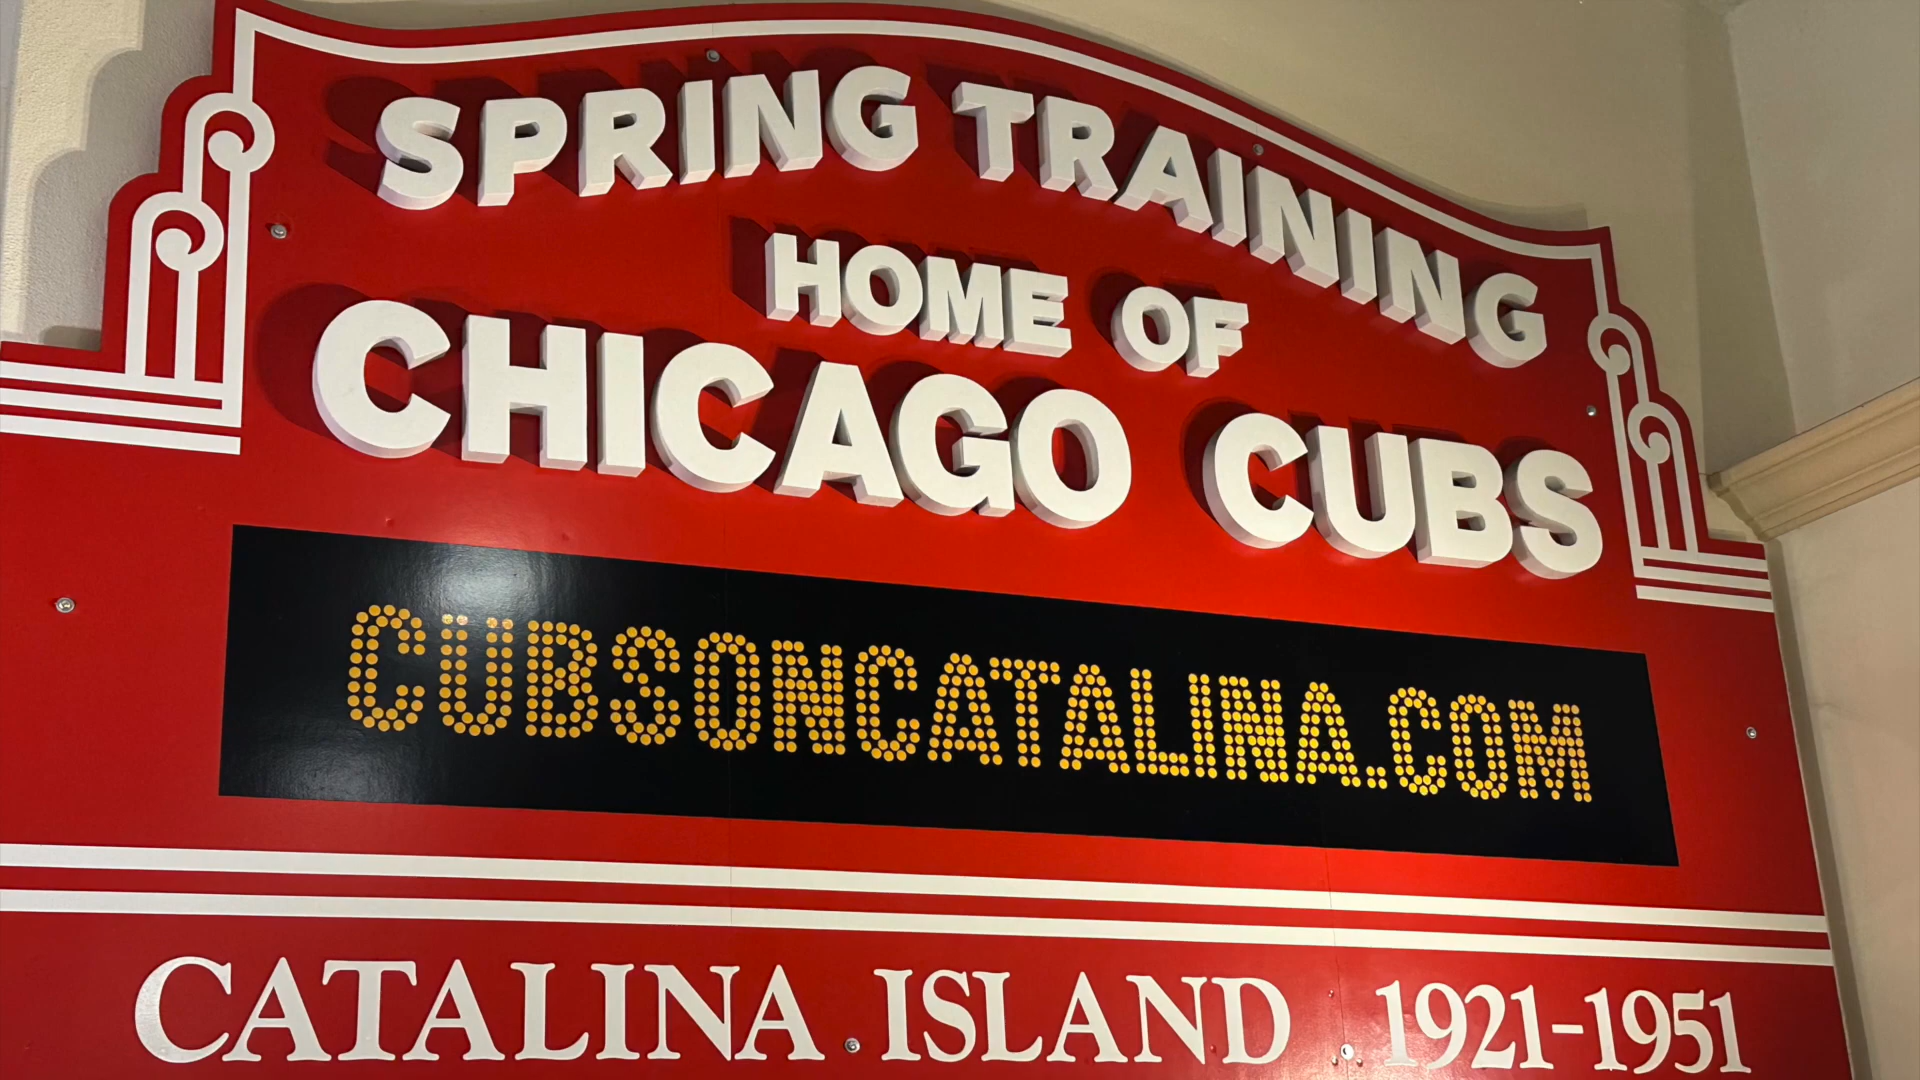 SPRING TRAINING
HOME OF
CHICAGO CUBS
CUBSONCATALINA.COM
CATALINA ISLAND 1921-1951